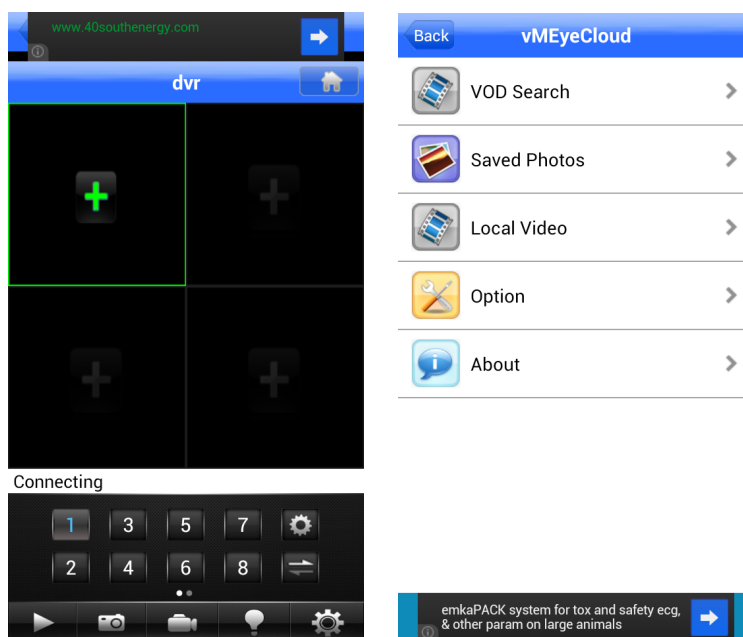 www.40southenergy.com
dvr
Connecting
1 3 5 7
2 4 6 8
Back vMEyeCloud
VOD Search
Saved Photos
Local Video
Option
About
emkaPACK system for tox and safety ecg,
& other param on large animals